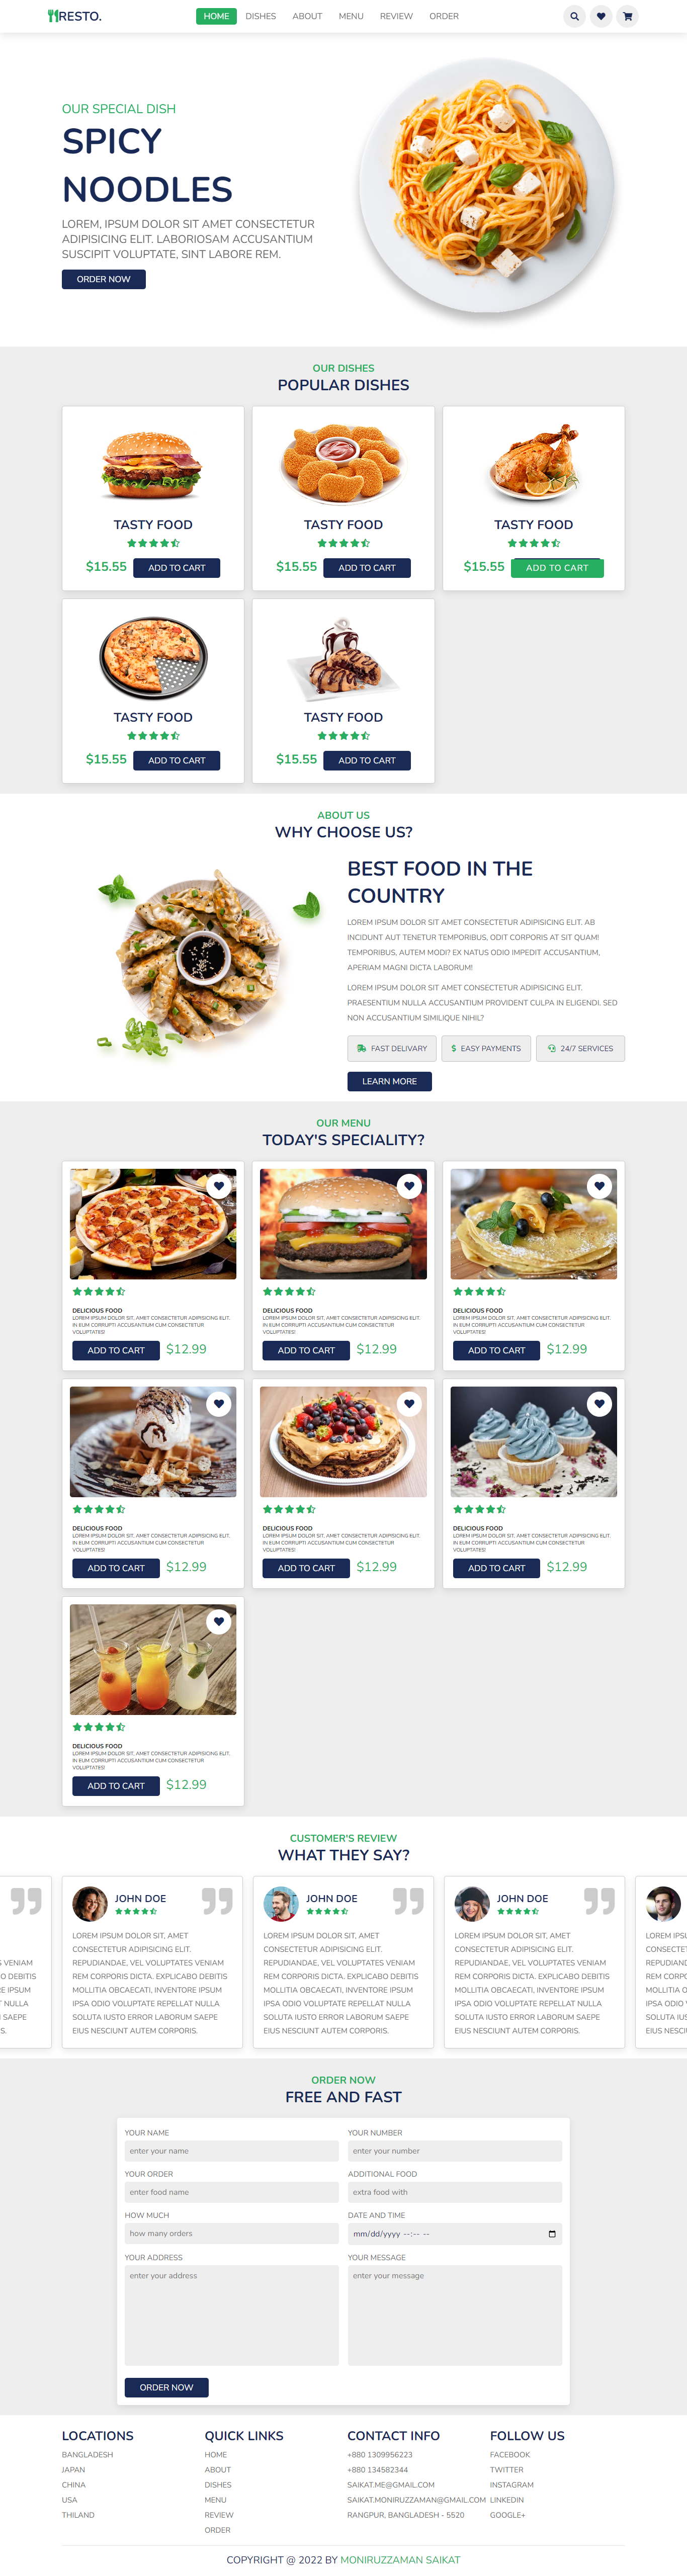 RESTO.
HOME DISHES ABOUT MENU REVIEW ORDER
OUR SPECIAL DISH
SPICY
NOODLES
LOREM, IPSUM DOLOR SIT AMET CONSECTETUR
ADIPISICING ELIT. LABORIOSAM ACCUSANTIUM
SUSCIPIT VOLUPTATE, SINT LABORE REM.
ORDER NOW
OUR DISHES
POPULAR DISHES
TASTY FOOD TASTY FOOD TASTY FOOD
$15.55 ADD TO CART $15.55 ADD TO CART $15.55 ADD TO CART
TASTY FOOD TASTY FOOD
$15.55 ADD TO CART $15.55 ADD TO CART
ABOUT US
WHY CHOOSE US?
BEST FOOD IN THE
COUNTRY
LOREM IPSUM DOLOR SIT AMET CONSECTETUR ADIPISICING ELIT. AB
INCIDUNT AUT TENETUR TEMPORIBUS, ODIT CORPORIS AT SIT QUAM!
TEMPORIBUS, AUTEM MODI? EX NATUS ODIO IMPEDIT ACCUSANTIUM,
APERIAM MAGNI DICTA LABORUM!
LOREM IPSUM DOLOR SIT AMET CONSECTETUR ADIPISICING ELIT.
PRAESENTIUM NULLA ACCUSANTIUM PROVIDENT CULPA IN ELIGENDI. SED
NON ACCUSANTIUM SIMILIQUE NIHIL?
FAST DELIVERY EASY PAYMENTS 24/7 SERVICES
LEARN MORE
OUR MENU
TODAY'S SPECIALITY?
DELICIOUS FOOD
LOREM IPSUM DOLOR SIT, AMET CONSECTETUR ADIPISICING ELIT.
IN EUM CORRUPTI ACCUSANTIUM CUM CONSECTETUR
VOLUPTATES!
ADD TO CART $12.99
DELICIOUS FOOD
LOREM IPSUM DOLOR SIT, AMET CONSECTETUR ADIPISICING ELIT.
IN EUM CORRUPTI ACCUSANTIUM CUM CONSECTETUR
VOLUPTATES!
ADD TO CART $12.99
DELICIOUS FOOD
LOREM IPSUM DOLOR SIT, AMET CONSECTETUR ADIPISICING ELIT.
IN EUM CORRUPTI ACCUSANTIUM CUM CONSECTETUR
VOLUPTATES!
ADD TO CART $12.99
DELICIOUS FOOD
LOREM IPSUM DOLOR SIT, AMET CONSECTETUR ADIPISICING ELIT.
IN EUM CORRUPTI ACCUSANTIUM CUM CONSECTETUR
VOLUPTATES!
ADD TO CART $12.99
DELICIOUS FOOD
LOREM IPSUM DOLOR SIT, AMET CONSECTETUR ADIPISICING ELIT.
IN EUM CORRUPTI ACCUSANTIUM CUM CONSECTETUR
VOLUPTATES!
ADD TO CART $12.99
DELICIOUS FOOD
LOREM IPSUM DOLOR SIT, AMET CONSECTETUR ADIPISICING ELIT.
IN EUM CORRUPTI ACCUSANTIUM CUM CONSECTETUR
VOLUPTATES!
ADD TO CART $12.99
DELICIOUS FOOD
LOREM IPSUM DOLOR SIT, AMET CONSECTETUR ADIPISICING ELIT.
IN EUM CORRUPTI ACCUSANTIUM CUM CONSECTETUR
VOLUPTATES!
ADD TO CART $12.99
CUSTOMER'S REVIEW
WHAT THEY SAY?
JOHN DOE
LOREM IPSUM DOLOR SIT, AMET
CONSECTETUR ADIPISICING ELIT.
REPUDIANDAE, VEL VOLUPTATES VENIAM
REM CORPORIS DICTA. EXPLICABO DEBITIS
MOLLITIA OBCAECATI, INVENTORE IPSUM
IPSA ODIO VOLUPTATE REPELLAT NULLA
SOLUTA IUSTO ERROR LABORUM SAEPE
EIUS NESCIUNT AUTEM CORPORIS.
JOHN DOE
LOREM IPSUM DOLOR SIT, AMET
CONSECTETUR ADIPISICING ELIT.
REPUDIANDAE, VEL VOLUPTATES VENIAM
REM CORPORIS DICTA. EXPLICABO DEBITIS
MOLLITIA OBCAECATI, INVENTORE IPSUM
IPSA ODIO VOLUPTATE REPELLAT NULLA
SOLUTA IUSTO ERROR LABORUM SAEPE
EIUS NESCIUNT AUTEM CORPORIS.
JOHN DOE
LOREM IPSUM DOLOR SIT, AMET
CONSECTETUR ADIPISICING ELIT.
REPUDIANDAE, VEL VOLUPTATES VENIAM
REM CORPORIS DICTA. EXPLICABO DEBITIS
MOLLITIA OBCAECATI, INVENTORE IPSUM
IPSA ODIO VOLUPTATE REPELLAT NULLA
SOLUTA IUSTO ERROR LABORUM SAEPE
EIUS NESCIUNT AUTEM CORPORIS.
ORDER NOW
FREE AND FAST
YOUR NAME YOUR NUMBER
enter your name enter your number
YOUR ORDER ADDITIONAL FOOD
enter food name extra food with
HOW MUCH DATE AND TIME
how many orders mm/dd/yyyy --:-- --
YOUR ADDRESS YOUR MESSAGE
enter your address enter your message
ORDER NOW
LOCATIONS
BANGLADESH
JAPAN
CHINA
USA
THILAND
QUICK LINKS
HOME
ABOUT
DISHES
MENU
REVIEW
ORDER
CONTACT INFO
+880 1309956223
+880 134582344
SAIKAT.ME@GMAIL.COM
SAIKAT.MONIRUZZAMAN@GMAIL.COM
RANGPUR, BANGLADESH - 5520
FOLLOW US
FACEBOOK
TWITTER
INSTAGRAM
LINKEDIN
GOOGLE+
COPYRIGHT @ 2022 BY MONIRUZZAMAN SAIKAT